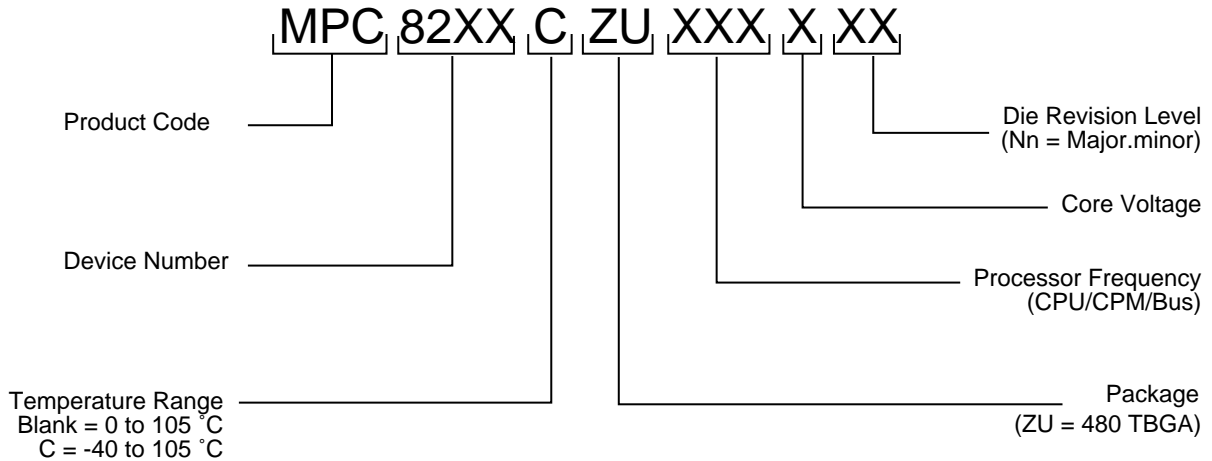 MPC 82XX C ZU XXX X XX
Product Code
Die Revision Level
(Nn = Major.minor)
Core Voltage
Device Number
Processor Frequency
(CPU/CPM/Bus)
Temperature Range
Blank = 0 to 105 ˚C
C = -40 to 105 ˚C
Package
(ZU = 480 TBGA)